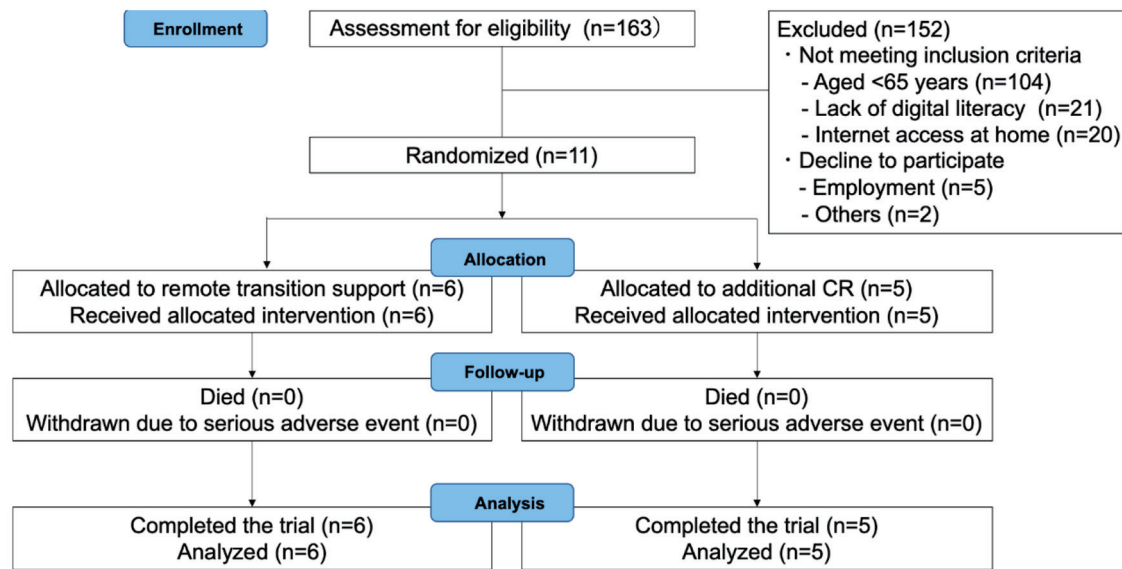 Enrollment
Assessment for eligibility (n=163)
Excluded (n=152)
・Not meeting inclusion criteria
- Aged <65 years (n=104)
- Lack of digital literacy (n=21)
- Internet access at home (n=20)
・Decline to participate
- Employment (n=5)
- Others (n=2)
Randomized (n=11)
Allocation
Allocated to remote transition support (n=6)
Received allocated intervention (n=6)
Allocated to additional CR (n=5)
Received allocated intervention (n=5)
Follow-up
Died (n=0)
Withdrawn due to serious adverse event (n=0)
Died (n=0)
Withdrawn due to serious adverse event (n=0)
Analysis
Completed the trial (n=6)
Analyzed (n=6)
Completed the trial (n=5)
Analyzed (n=5)